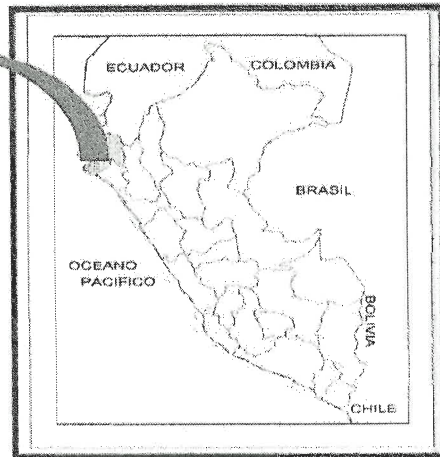 ECUADOR
COLOMBIA
BRASIL
OCEANO
PACIFICO
BOLIVIA
CHILE